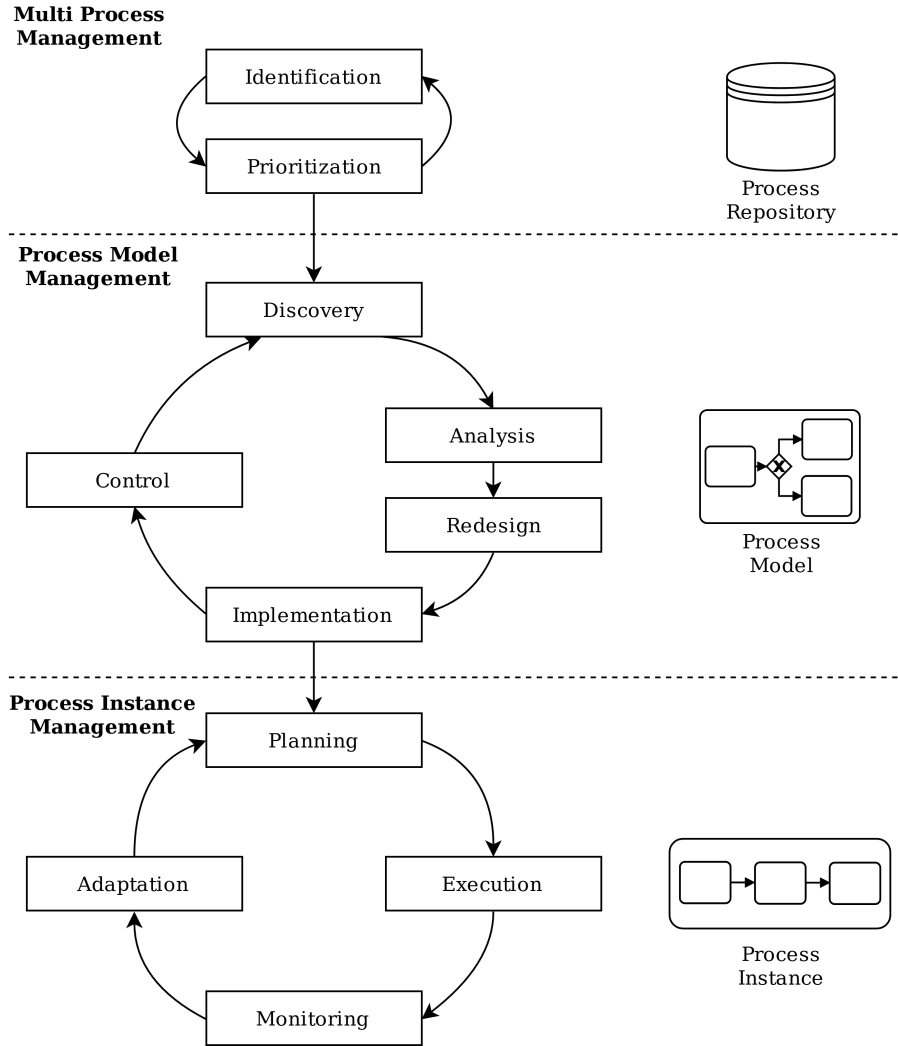 Multi Process
Management
Identification
Prioritization
Process
Repository
Process Model
Management
Discovery
Analysis
Control
Redesign
X
Process
Model
Implementation
Process Instance
Management
Planning
Adaptation
Execution
Process
Instance
Monitoring